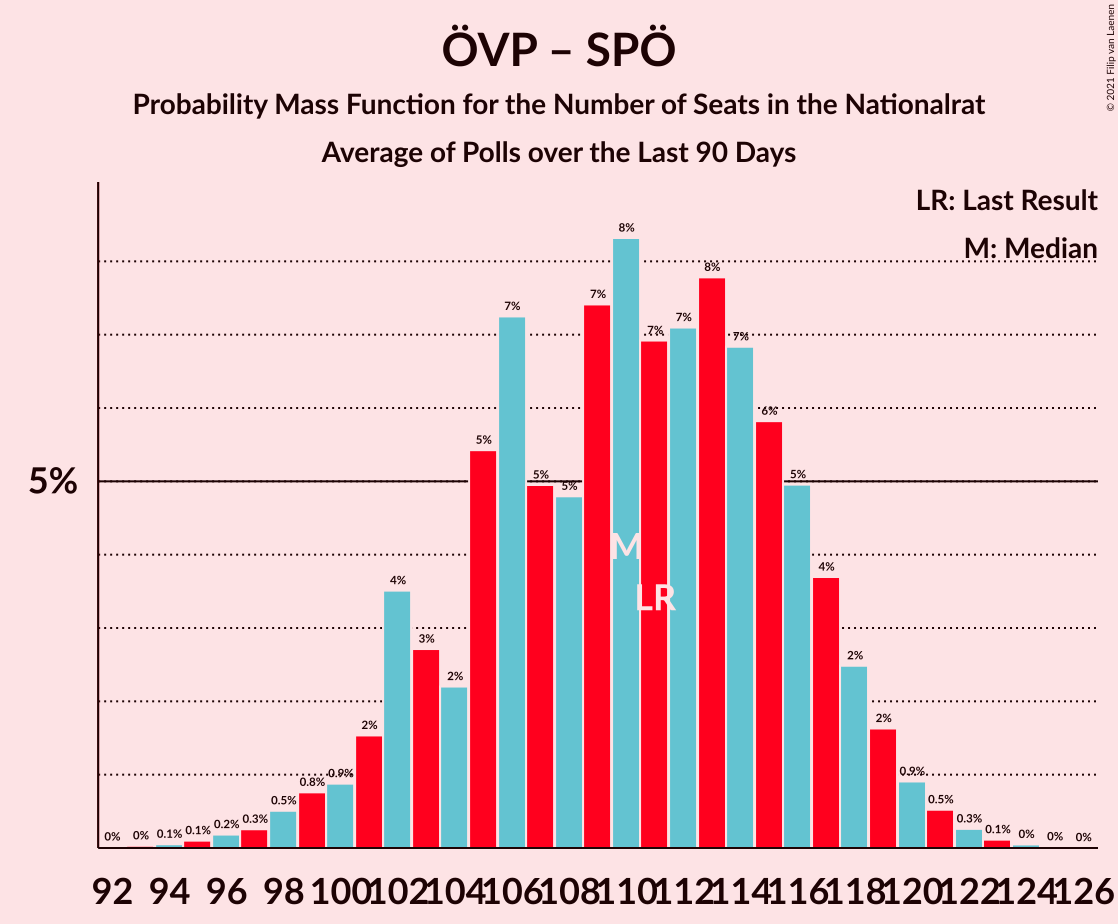 ÖVP – SPÖ
Probability Mass Function for the Number of Seats in the Nationalrat
Average of Polls over the Last 90 Days
© 2021 Filip van Laenen
LR: Last Result
M: Median
5%
0% 0% 0.1% 0.1% 0.2% 0.3% 0.5% 0.8% 0.9% 2% 4% 3% 2% 5% 7% 5% 5% 7% 8% 7% 7% 8% 7% 6% 5% 4% 2% 2% 0.9% 0.5% 0.3% 0.1% 0% 0% 0%
M
LR
92 94 96 98 100 102 104 106 108 110 112 114 116 118 120 122 124 126